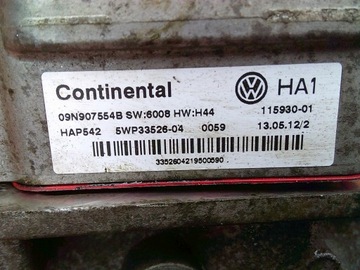 Continental HA1
09N907554B SW:6008 HW:H44 115930-01
HAP542 5WP33526-04 0059 13.05.12/2
3352604219500590